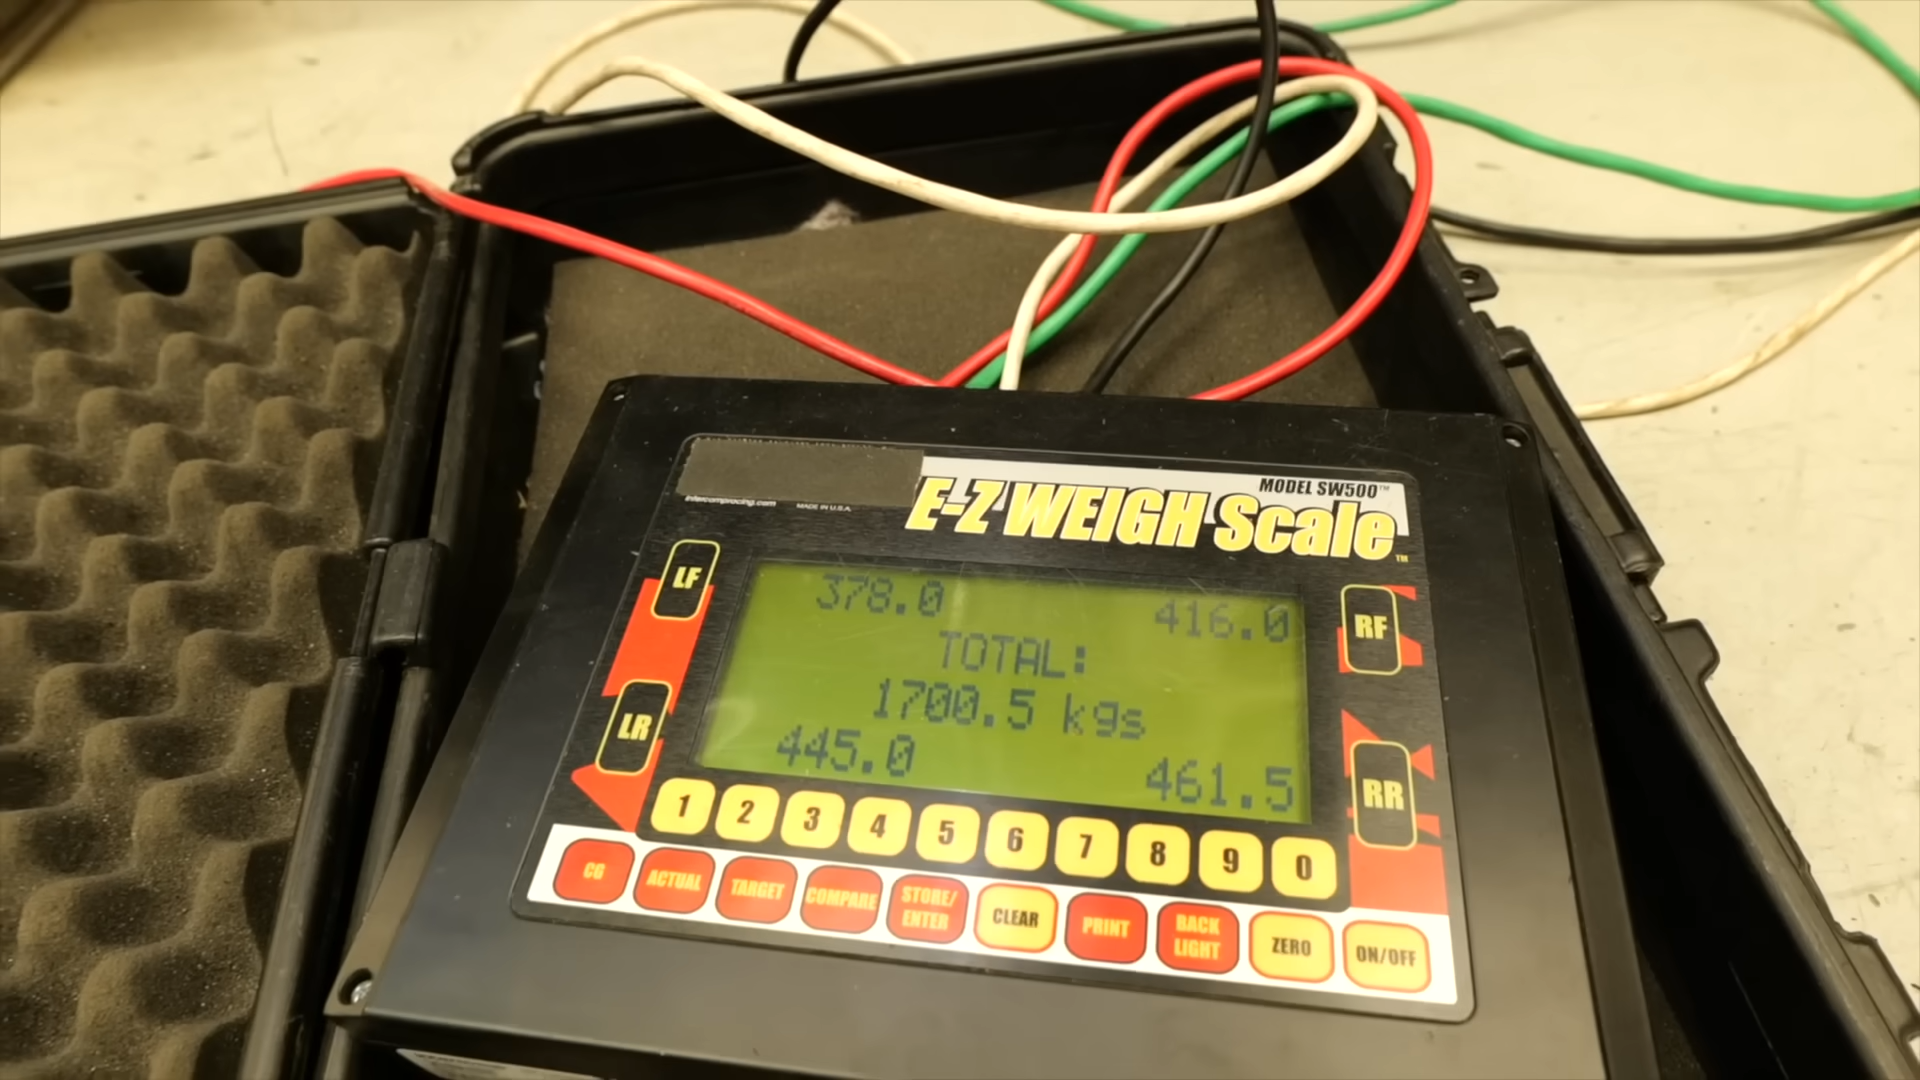 MODEL SW500™
intercompracing.com MADE IN U.S.A.
E-Z WEIGH Scale™
LF
RF
378.0 416.0
TOTAL:
1700.5 kgs
445.0 461.5
LR
RR
1 2 3 4 5 6 7 8 9 0
CG ACTUAL TARGET COMPARE STORE/ENTER CLEAR PRINT BACK LIGHT ZERO ON/OFF